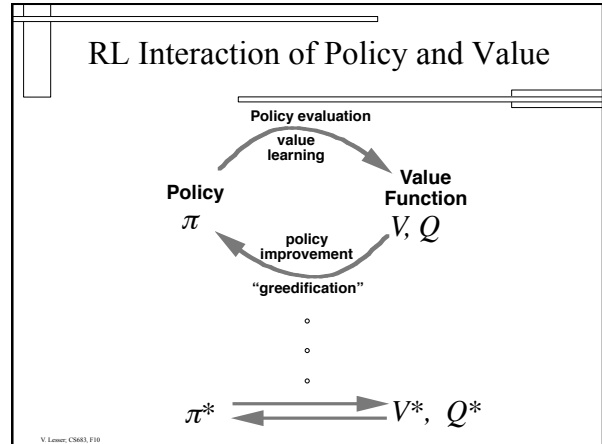 RL Interaction of Policy and Value
Policy evaluation
value
learning
Policy
π
Value
Function
V, Q
policy
improvement
“greedification”
π* V*, Q*
V. Lesser; CS683, F10